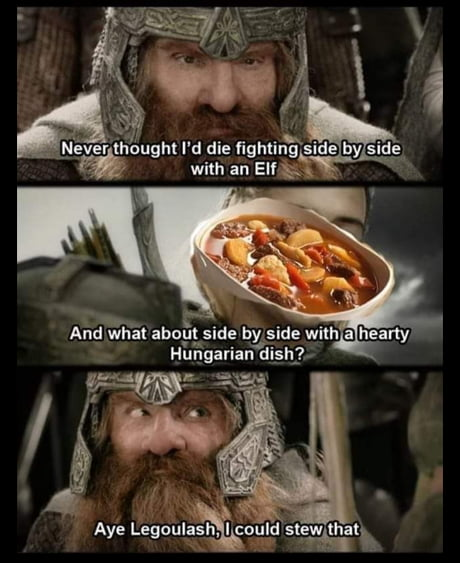 Never thought I'd die fighting side by side
with an Elf
And what about side by side with a hearty
Hungarian dish?
Aye Legoulash, I could stew that